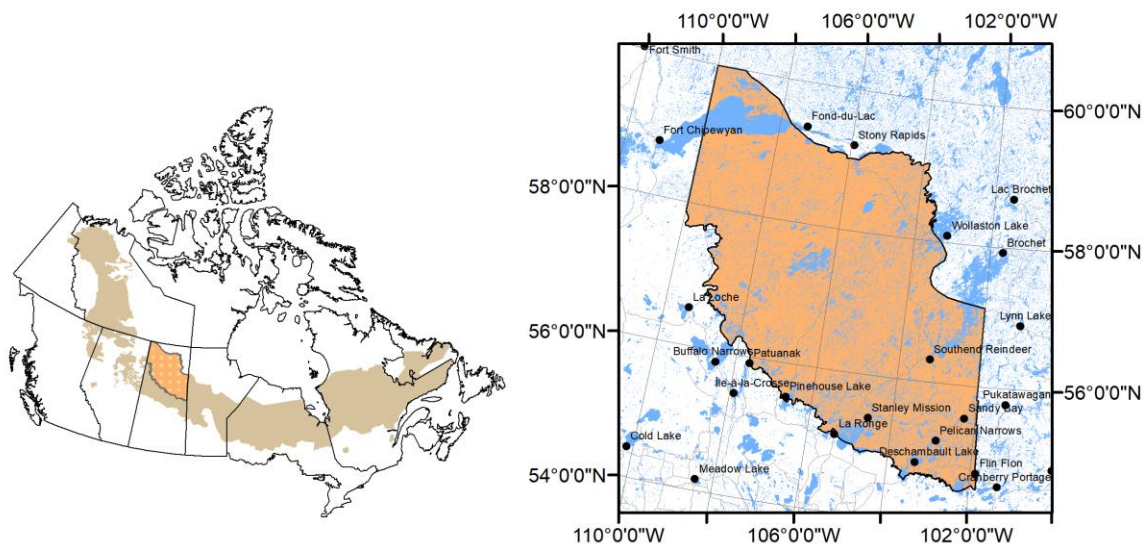 110°0'0"W 106°0'0"W 102°0'0"W
Fort Smith
60°0'0"N
Fond-du-Lac
Fort Chipewyan
Stony Rapids
58°0'0"N
Lac Brochet
Wollaston Lake
Brochet
58°0'0"N
La Loche
Lynn Lake
56°0'0"N
Buffalo Narrows
Patuanak
Southend Reindeer
Île-à-la-Crosse
Pinehouse Lake
Pukatawagan
56°0'0"N
Stanley Mission
Sandy Bay
La Ronge
Pelican Narrows
Cold Lake
Deschambault Lake
Flin Flon
54°0'0"N
Meadow Lake
Cranberry Portage
110°0'0"W 106°0'0"W 102°0'0"W